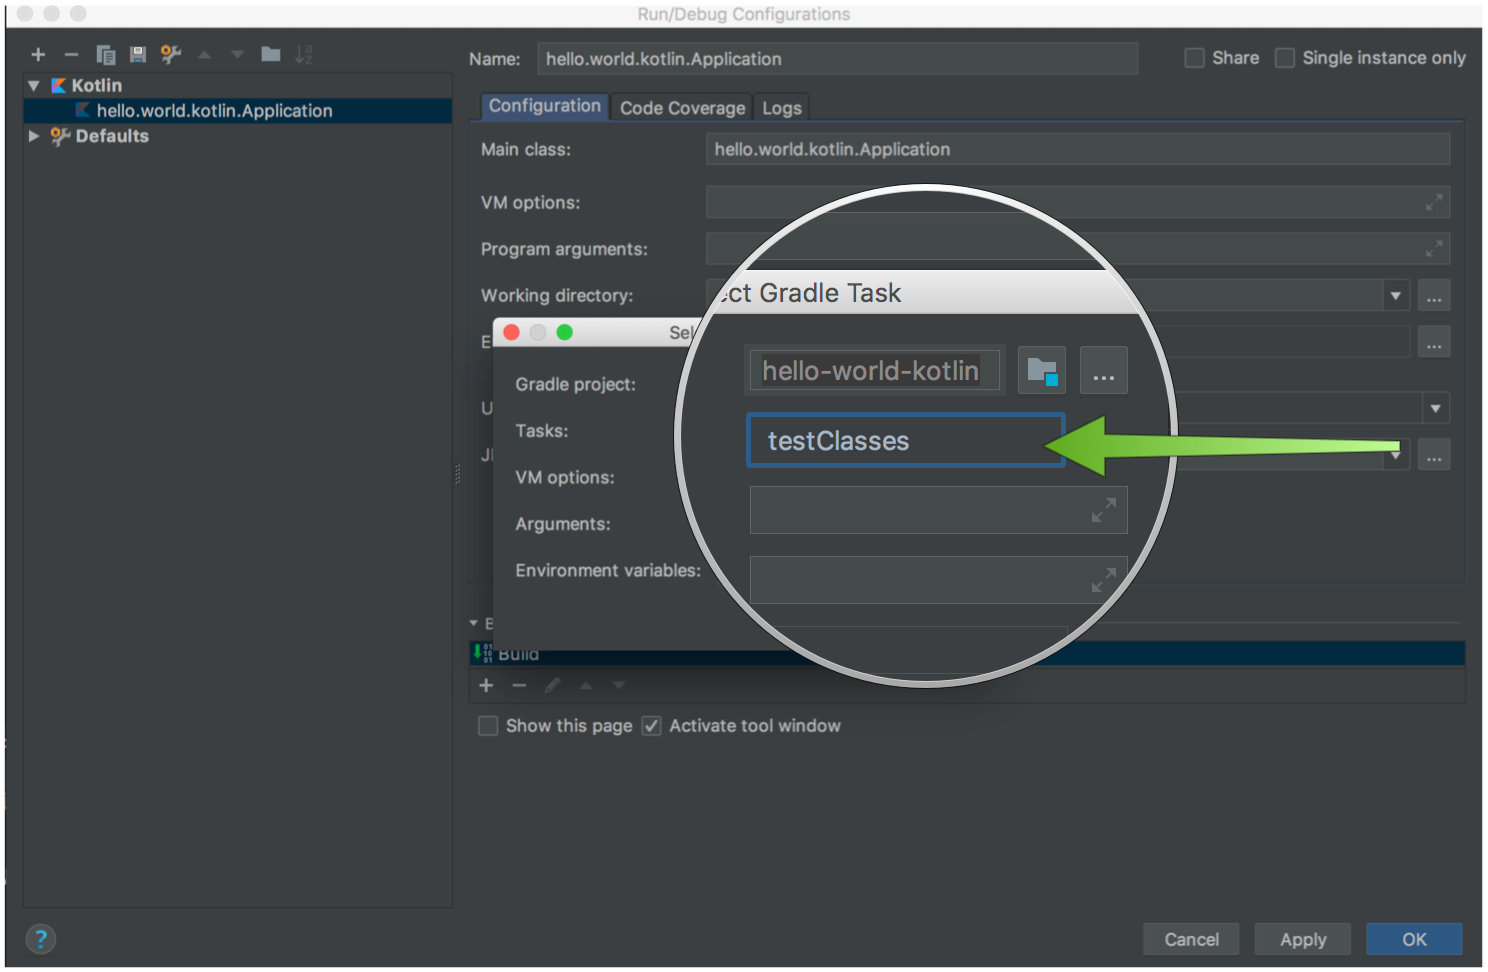 Run/Debug Configurations
Name: hello.world.kotlin.Application Share Single instance only
Kotlin
hello.world.kotlin.Application
Defaults
Configuration Code Coverage Logs
Main class: hello.world.kotlin.Application
VM options:
Program arguments:
Working directory:
ect Gradle Task
Sel
E
Gradle project: hello-world-kotlin ...
U
Tasks: testClasses
VM options:
Arguments:
Environment variables:
B
Build
Show this page Activate tool window
? Cancel Apply OK